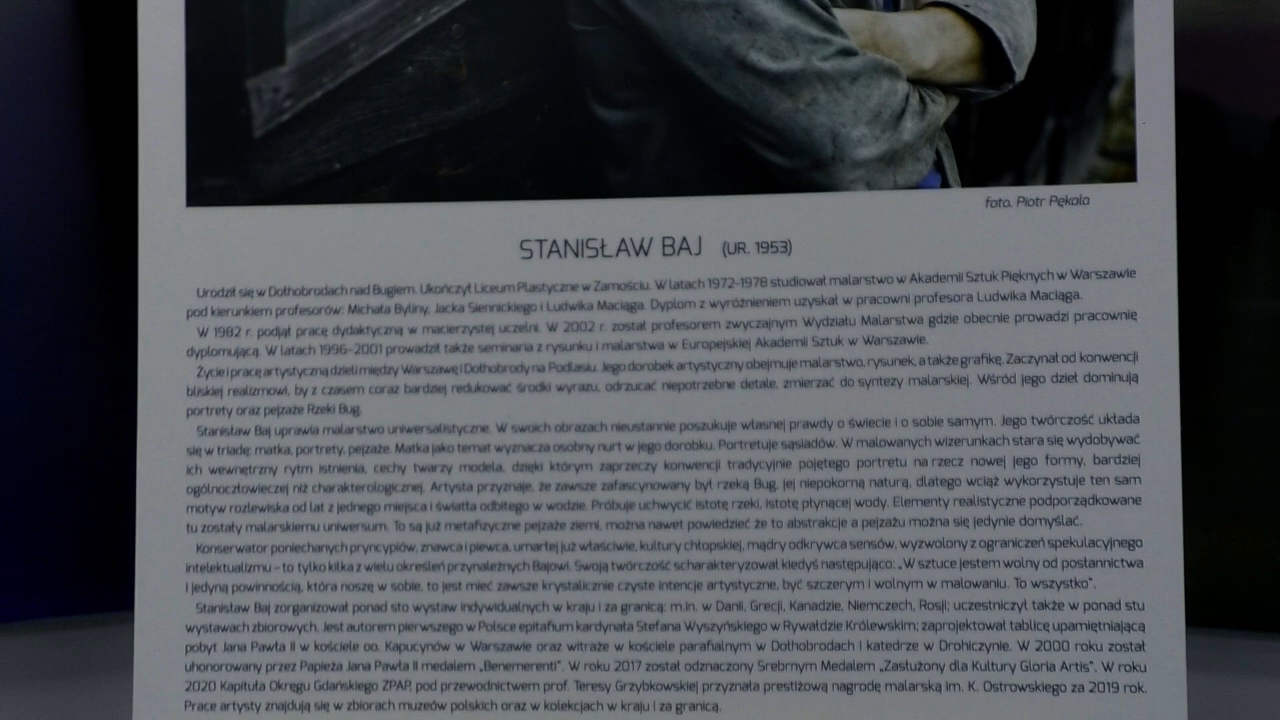 foto. Piotr Pękala
STANISŁAW BAJ (UR. 1953)
Urodził się w Dołhobrodach nad Bugiem. Ukończył Liceum Plastyczne w Zamościu. W latach 1972-1978 studiował malarstwo w Akademii Sztuk Pięknych w Warszawie
pod kierunkiem profesorów: Michała Byliny, Jacka Siennickiego i Ludwika Maciąga. Dyplom z wyróżnieniem uzyskał w pracowni profesora Ludwika Maciąga.
W 1982 r. podjął pracę dydaktyczną w macierzystej uczelni. W 2002 r. został profesorem zwyczajnym Wydziału Malarstwa gdzie obecnie prowadzi pracownię
dyplomującą. W latach 1996-2001 prowadził także seminaria z rysunku i malarstwa w Europejskiej Akademii Sztuk w Warszawie.
Życie i pracę artystyczną dzieli między Warszawę i Dołhobrody na Podlasiu. Jego dorobek artystyczny obejmuje malarstwo, rysunek, a także grafikę. Zaczynał od konwencji
bliskiej realizmowi, by z czasem coraz bardziej redukować środki wyrazu, odrzucać niepotrzebne detale, zmierzać do syntezy malarskiej. Wśród jego dzieł dominują
portrety oraz pejzaże Rzeki Bug.
Stanisław Baj uprawia malarstwo uniwersalistyczne. W swoich obrazach nieustannie poszukuje własnej prawdy o świecie i o sobie samym. Jego twórczość układa
się w triadę: matka, portrety, pejzaże. Matka jako temat wyznacza osobny nurt w jego dorobku. Portretuje sąsiadów. W malowanych wizerunkach stara się wydobywać
ich wewnętrzny rytm istnienia, cechy twarzy modela, dzięki którym zaprzeczy konwencji tradycyjnie pojętego portretu na rzecz nowej jego formy, bardziej
ogólnoczłowieczej niż charakterologicznej. Artysta przyznaje, że zawsze zafascynowany był rzeką Bug, jej niepokorną naturą, dlatego wciąż wykorzystuje ten sam
motyw rozlewiska od lat z jednego miejsca i światła odbitego w wodzie. Próbuje uchwycić istotę rzeki, istotę płynącej wody. Elementy realistyczne podporządkowane
tu zostały malarskiemu uniwersum. To są już metafizyczne pejzaże ziemi, można nawet powiedzieć że to abstrakcje a pejzażu można się jedynie domyślać.
Konserwator poniechanych pryncypiów, znawca i piewca, umarłej już właściwie, kultury chłopskiej, mądry odkrywca sensów, wyzwolony z ograniczeń spekulacyjnego
intelektualizmu – to tylko kilka z wielu określeń przynależnych Bajowi. Swoją twórczość scharakteryzował kiedyś następująco: „W sztuce jestem wolny od posłannictwa
i jedyną powinnością, która noszę w sobie, to jest mieć zawsze krystalicznie czyste intencje artystyczne, być szczerym i wolnym w malowaniu. To wszystko".
Stanisław Baj zorganizował ponad sto wystaw indywidualnych w kraju i za granicą: m.in. w Danii, Grecji, Kanadzie, Niemczech, Rosji; uczestniczył także w ponad stu
wystawach zbiorowych. Jest autorem pierwszego w Polsce epitafium kardynała Stefana Wyszyńskiego w Rywałdzie Królewskim; zaprojektował tablicę upamiętniającą
pobyt Jana Pawła II w kościele oo. Kapucynów w Warszawie oraz witraże w kościele parafialnym w Dołhobrodach i katedrze w Drohiczynie. W 2000 roku został
uhonorowany przez Papieża Jana Pawła II medalem „Benemerenti". W roku 2017 został odznaczony Srebrnym Medalem „Zasłużony dla Kultury Gloria Artis". W roku
2020 Kapituła Okręgu Gdańskiego ZPAP, pod przewodnictwem prof. Teresy Grzybkowskiej przyznała prestiżową nagrodę malarską im. K. Ostrowskiego za 2019 rok.
Prace artysty znajdują się w zbiorach muzeów polskich oraz w kolekcjach w kraju i za granicą.